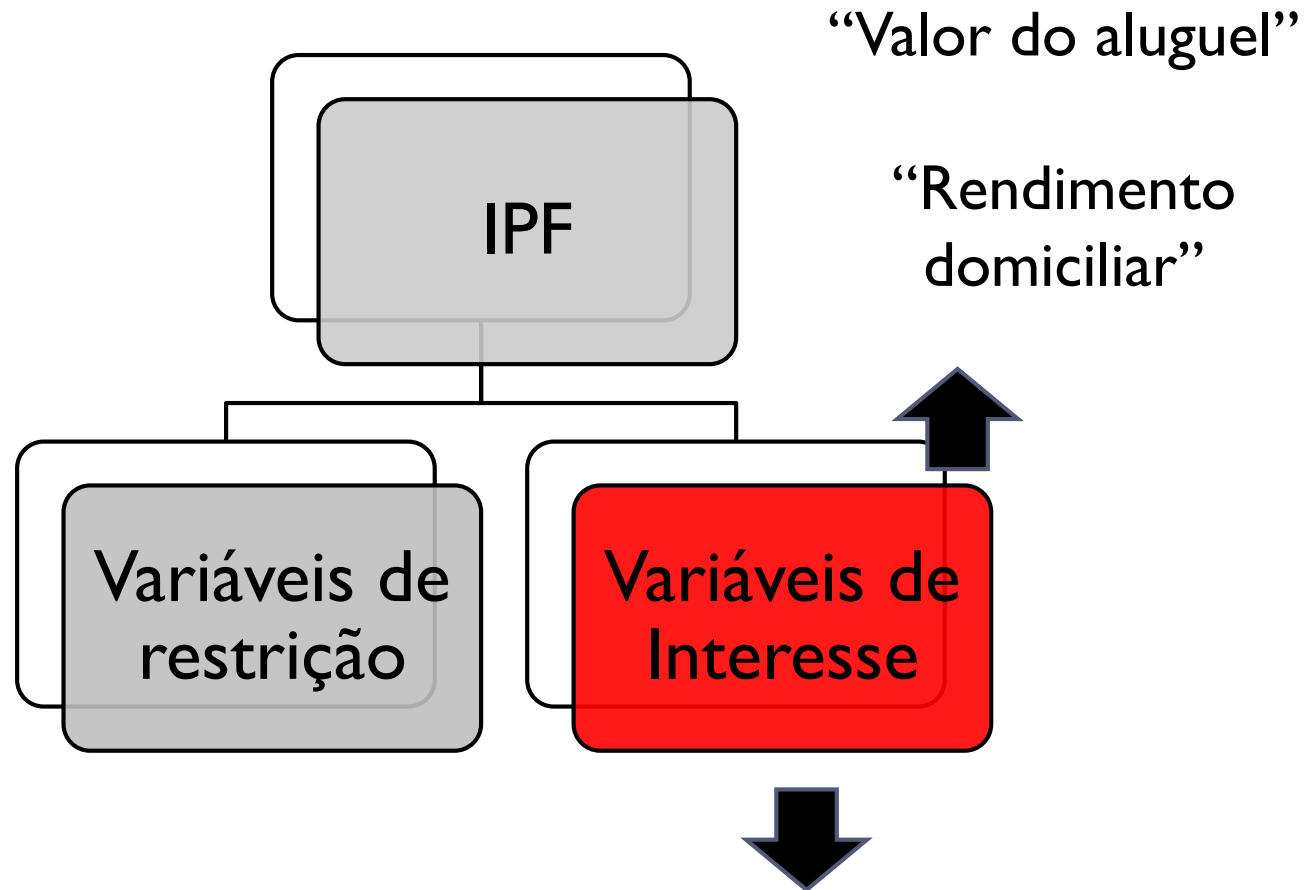 “Valor do aluguel”
“Rendimento
domiciliar”
IPF
Variáveis de
restrição
Variáveis de
Interesse